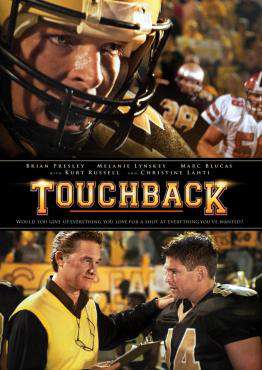 BRIAN PRESLEY MELANIE LYNSKEY MARC BLUCAS
WITH KURT RUSSELL AND CHRISTINE LAHTI
TOUCHBACK
WOULD YOU GIVE UP EVERYTHING YOU LOVE FOR A SHOT AT EVERYTHING YOU'VE WANTED?